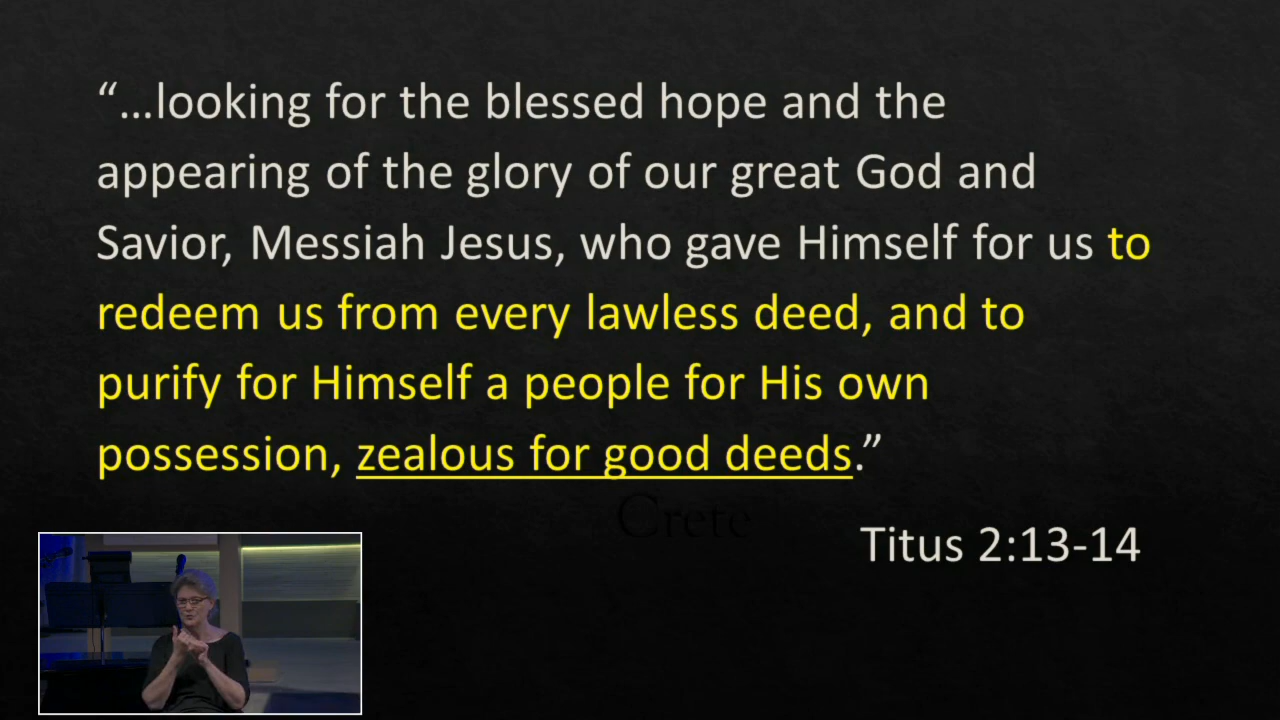 “…looking for the blessed hope and the
appearing of the glory of our great God and
Savior, Messiah Jesus, who gave Himself for us to
redeem us from every lawless deed, and to
purify for Himself a people for His own
possession, zealous for good deeds.”
Crete
Titus 2:13-14